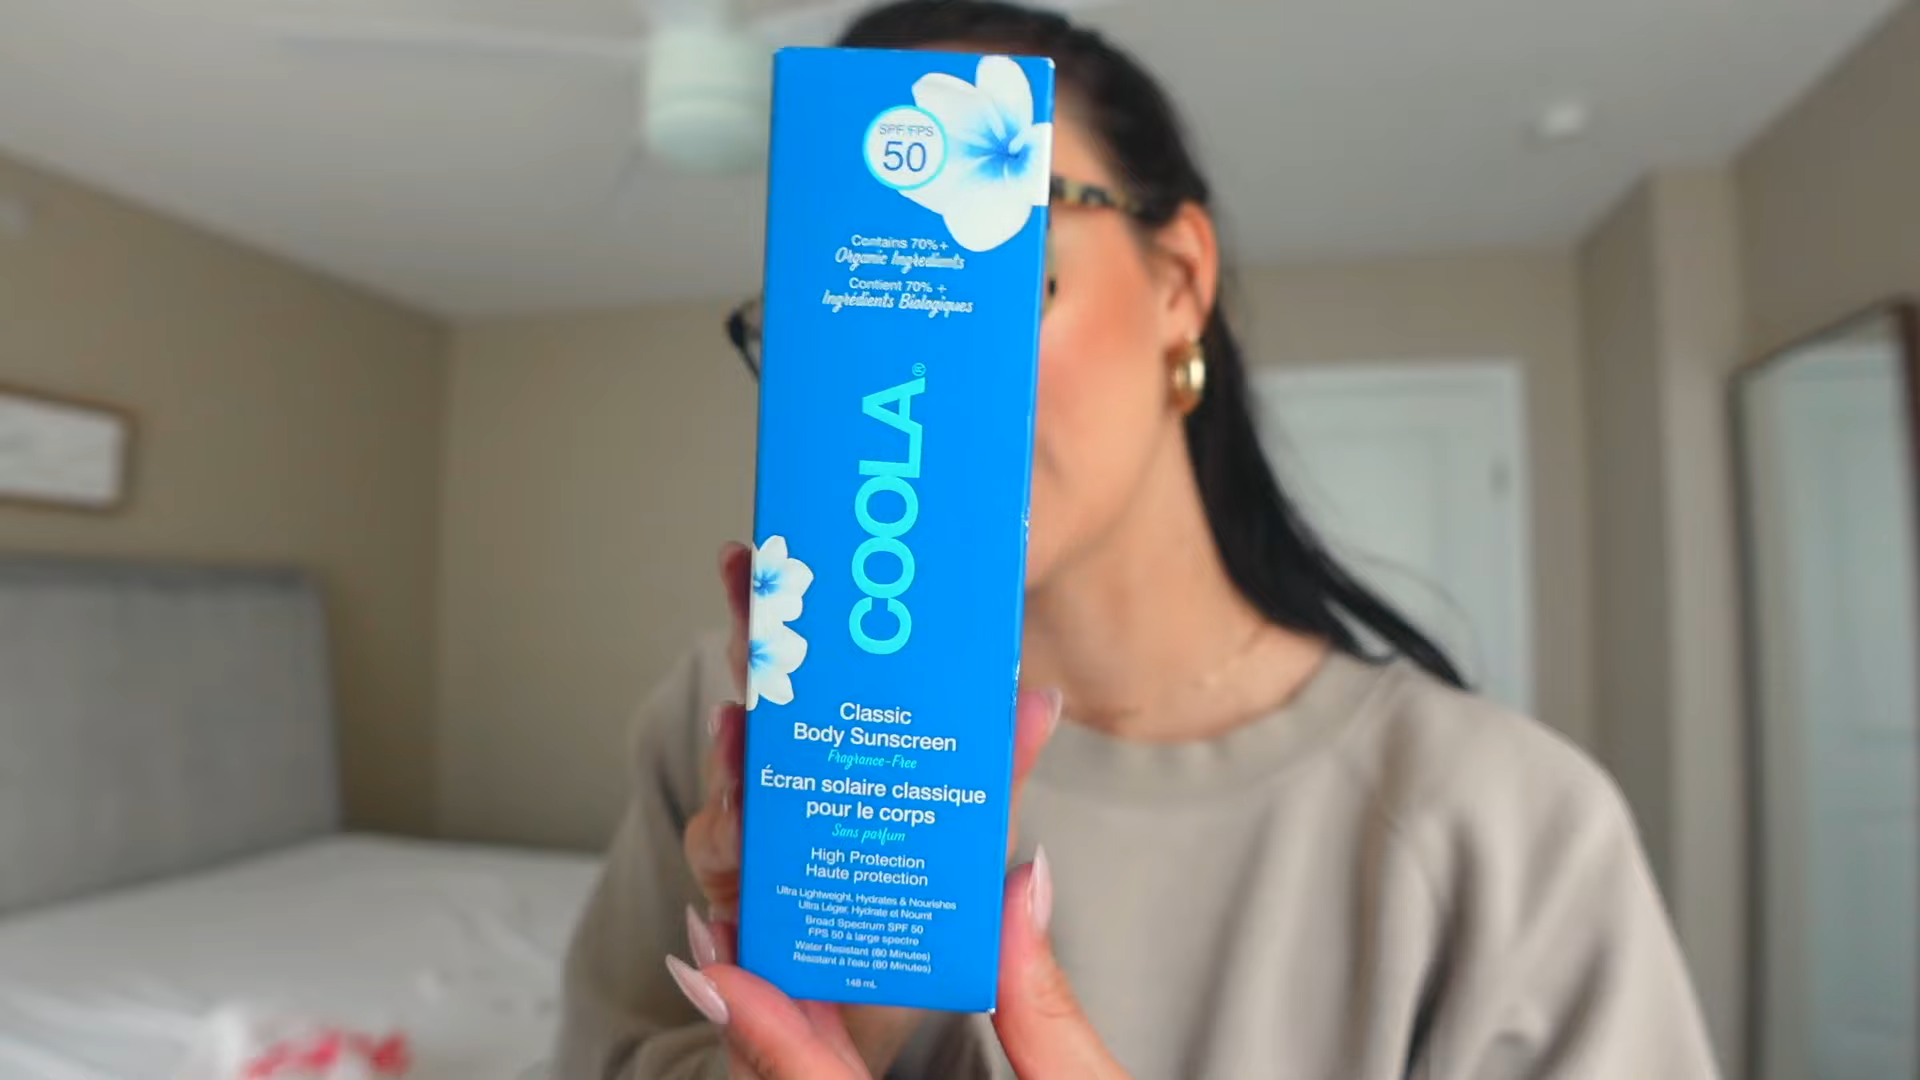 SPF/FPS
50
Contains 70%+
Organic Ingredients
Contient 70% +
Ingrédients Biologiques
COOLA®
Classic
Body Sunscreen
Fragrance-Free
Écran solaire classique
pour le corps
Sans parfum
High Protection
Haute protection
Ultra Lightweight, Hydrates & Nourishes
Ultra Léger, Hydrate et Nourrit
Broad Spectrum SPF 50
FPS 50 à large spectre
Water Resistant (80 Minutes)
Résistant à l'eau (80 Minutes)
148 mL